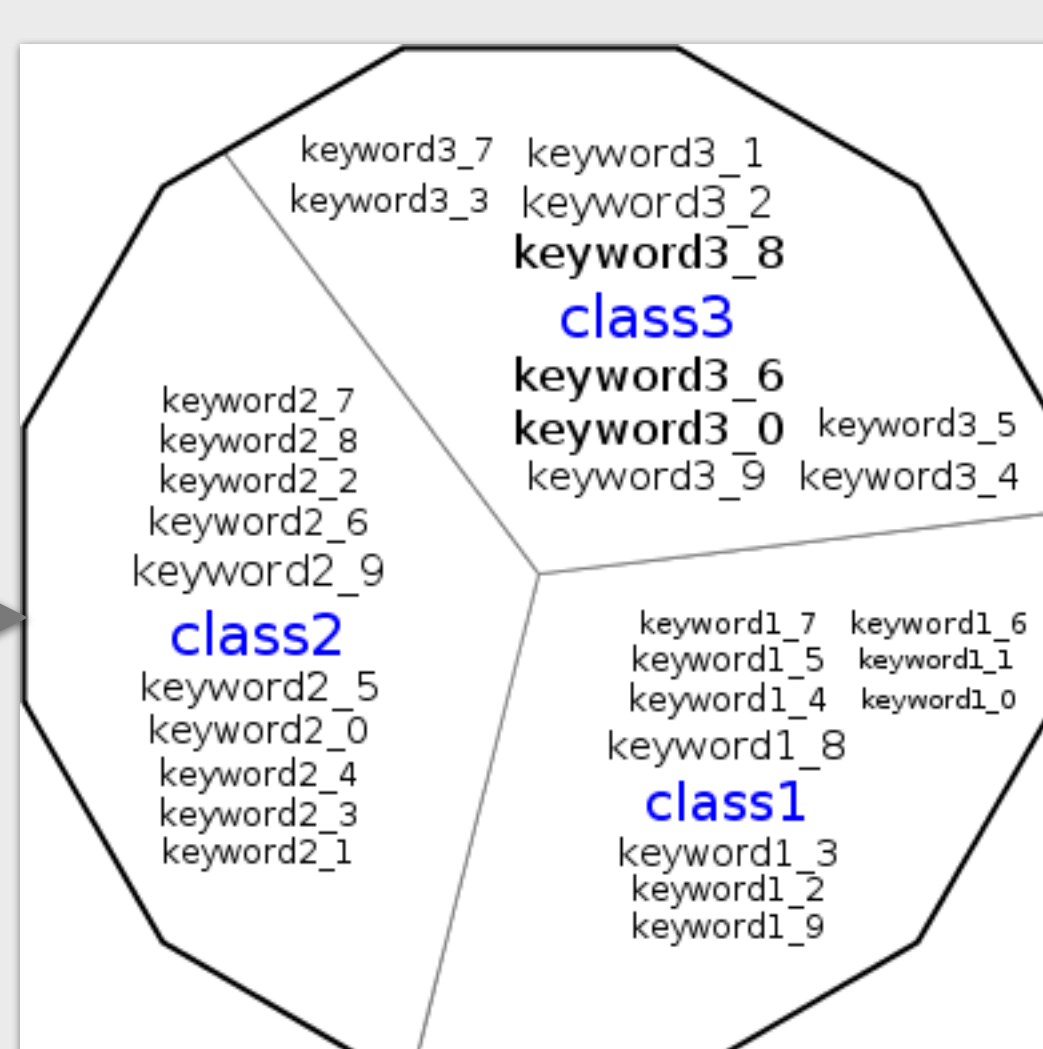 keyword3_7 keyword3_1
keyword3_3 keyword3_2
keyword3_8
class3
keyword3_6
keyword3_0 keyword3_5
keyword3_9 keyword3_4
keyword2_7
keyword2_8
keyword2_2
keyword2_6
keyword2_9
class2
keyword2_5
keyword2_0
keyword2_4
keyword2_3
keyword2_1
keyword1_7 keyword1_6
keyword1_5 keyword1_1
keyword1_4 keyword1_0
keyword1_8
class1
keyword1_3
keyword1_2
keyword1_9